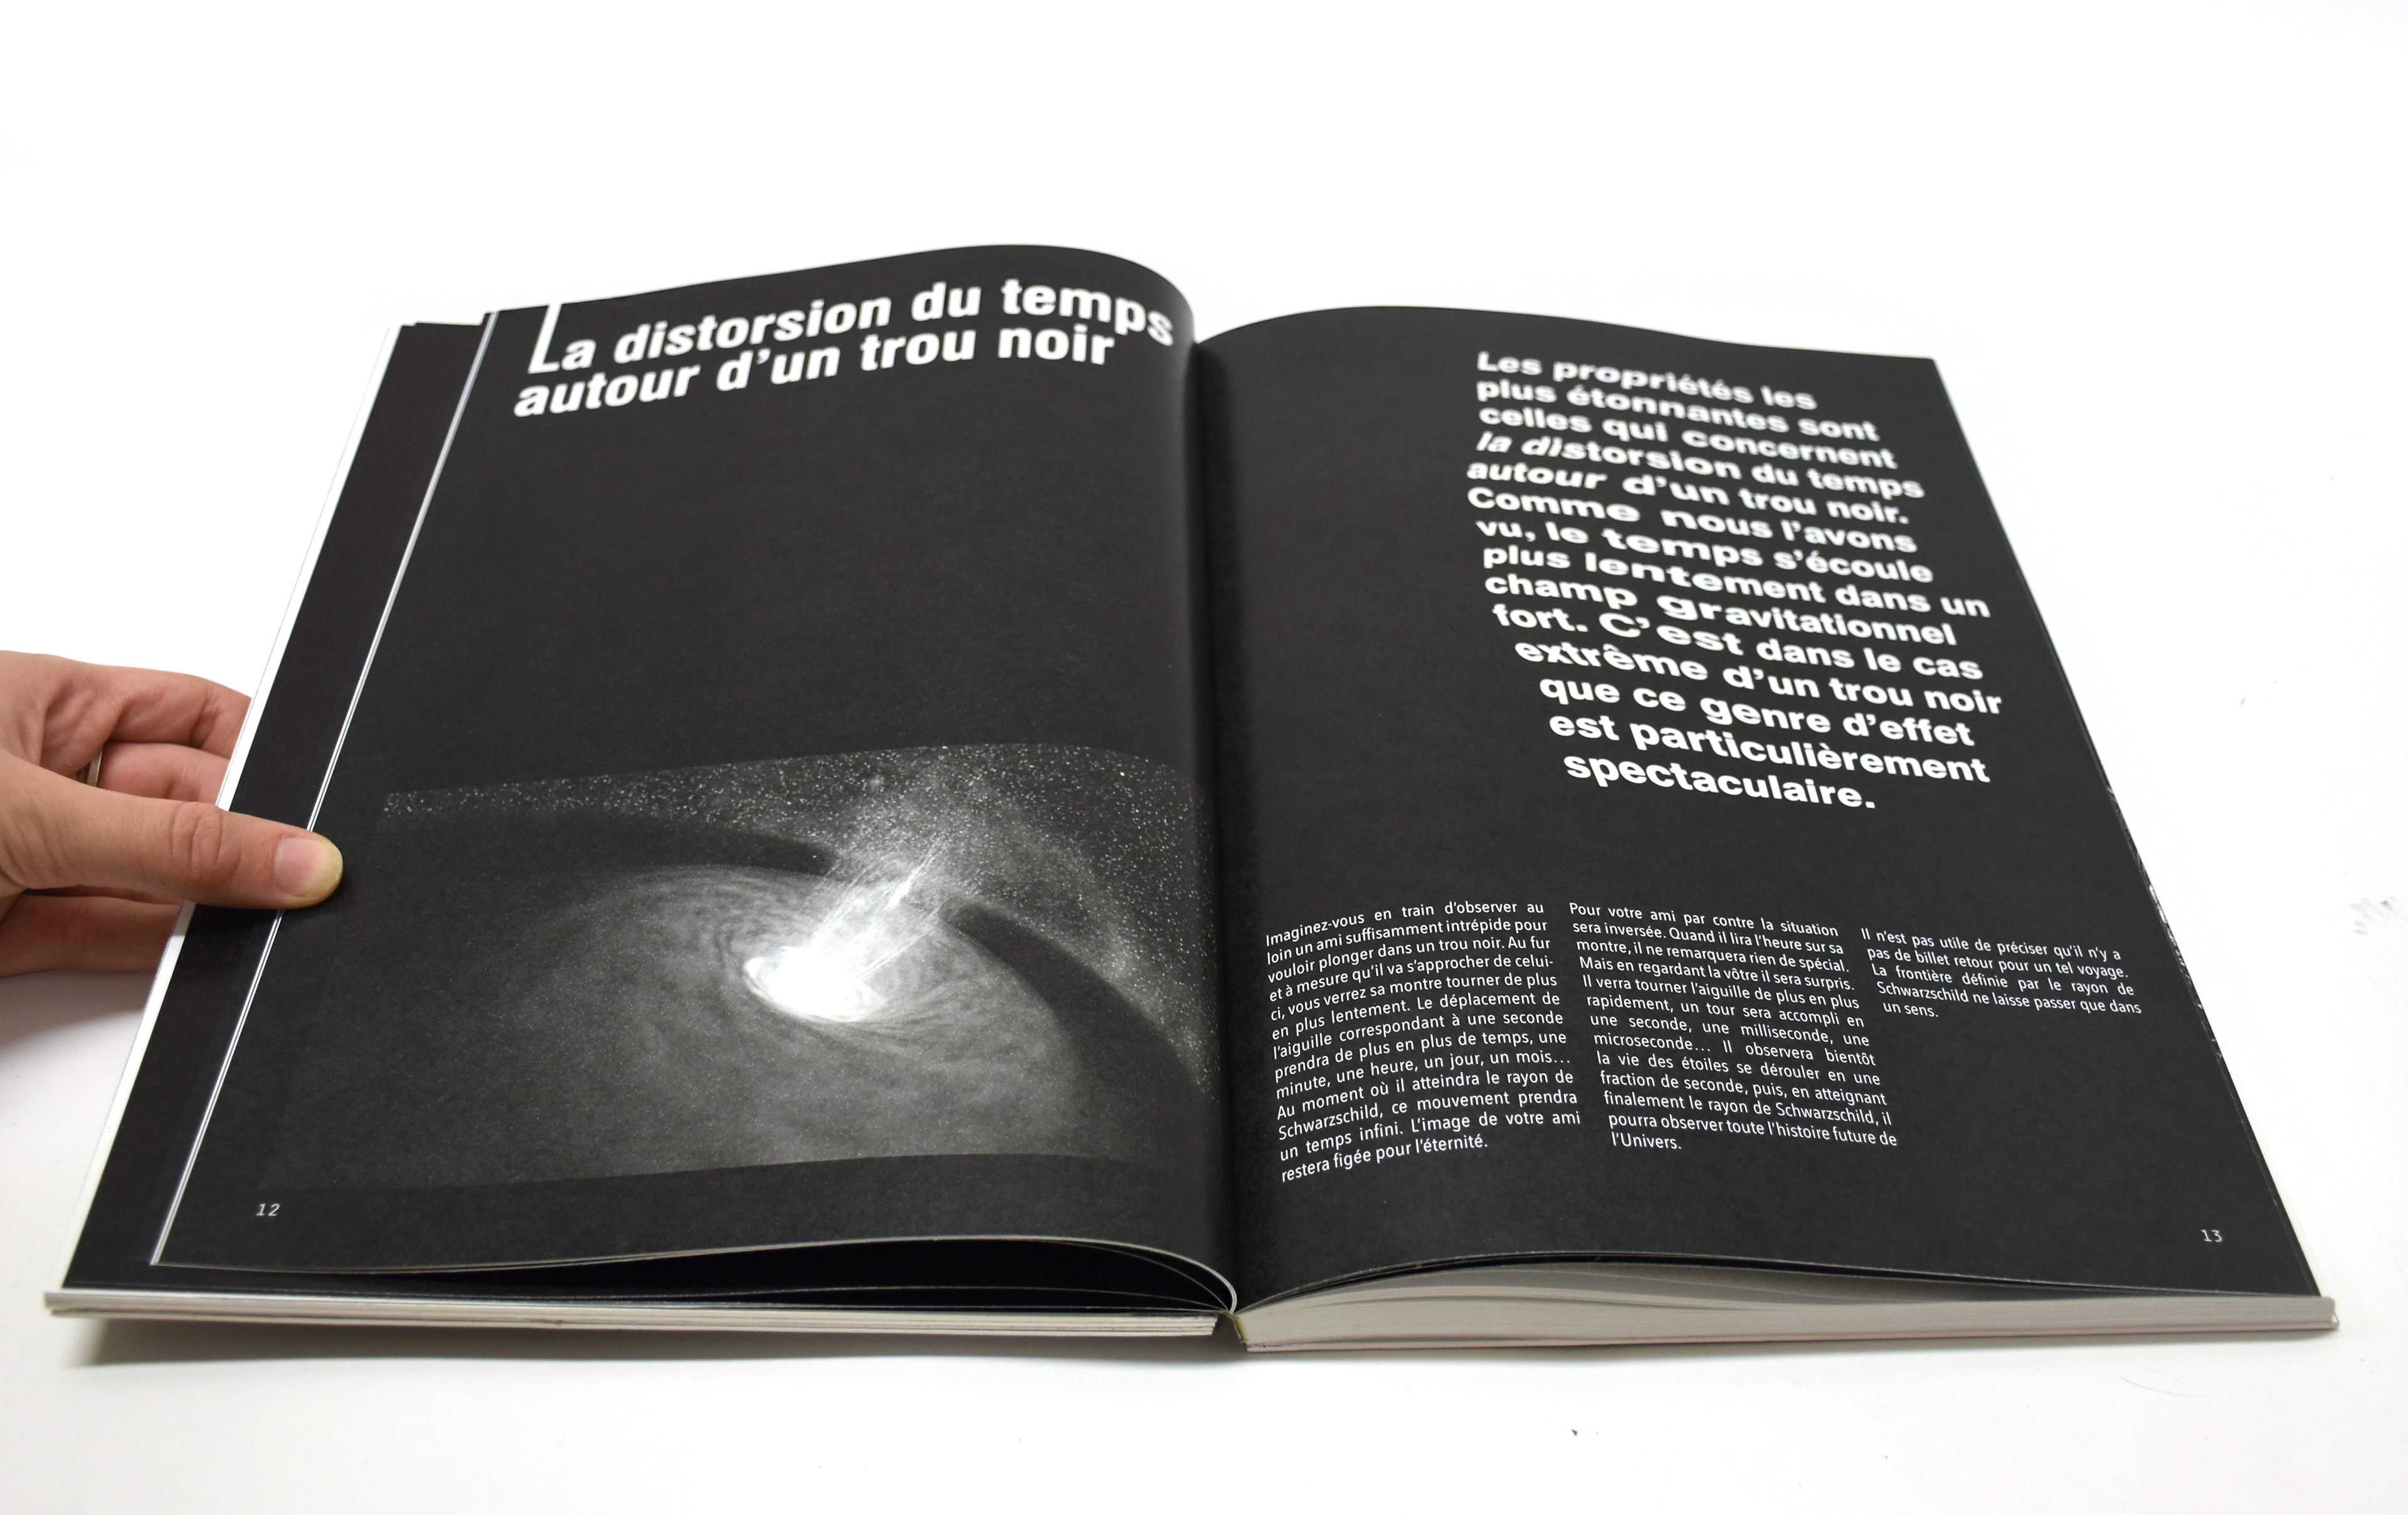 La distorsion du temps
autour d'un trou noir
12
Les propriétés les
plus étonnantes sont
celles qui concernent
la distorsion du temps
autour d'un trou noir.
Comme nous l'avons
vu, le temps s'écoule
plus lentement dans un
champ gravitationnel
fort. C'est dans le cas
extrême d'un trou noir
que ce genre d'effet
est particulièrement
spectaculaire.
Imaginez-vous en train d'observer au
loin un ami suffisamment intrépide pour
vouloir plonger dans un trou noir. Au fur
et à mesure qu'il va s'approcher de celui-
ci, vous verrez sa montre tourner de plus
en plus lentement. Le déplacement de
l'aiguille correspondant à une seconde
prendra de plus en plus de temps, une
minute, une heure, un jour, un mois...
Au moment où il atteindra le rayon de
Schwarzschild, ce mouvement prendra
un temps infini. L'image de votre ami
restera figée pour l'éternité.
Pour votre ami par contre la situation
sera inversée. Quand il lira l'heure sur sa
montre, il ne remarquera rien de spécial.
Mais en regardant la vôtre il sera surpris.
Il verra tourner l'aiguille de plus en plus
rapidement, un tour sera accompli en
une seconde, une milliseconde, une
microseconde... Il observera bientôt
la vie des étoiles se dérouler en une
fraction de seconde, puis, en atteignant
finalement le rayon de Schwarzschild, il
pourra observer toute l'histoire future de
l'Univers.
Il n'est pas utile de préciser qu'il n'y a
pas de billet retour pour un tel voyage.
La frontière définie par le rayon de
Schwarzschild ne laisse passer que dans
un sens.
13